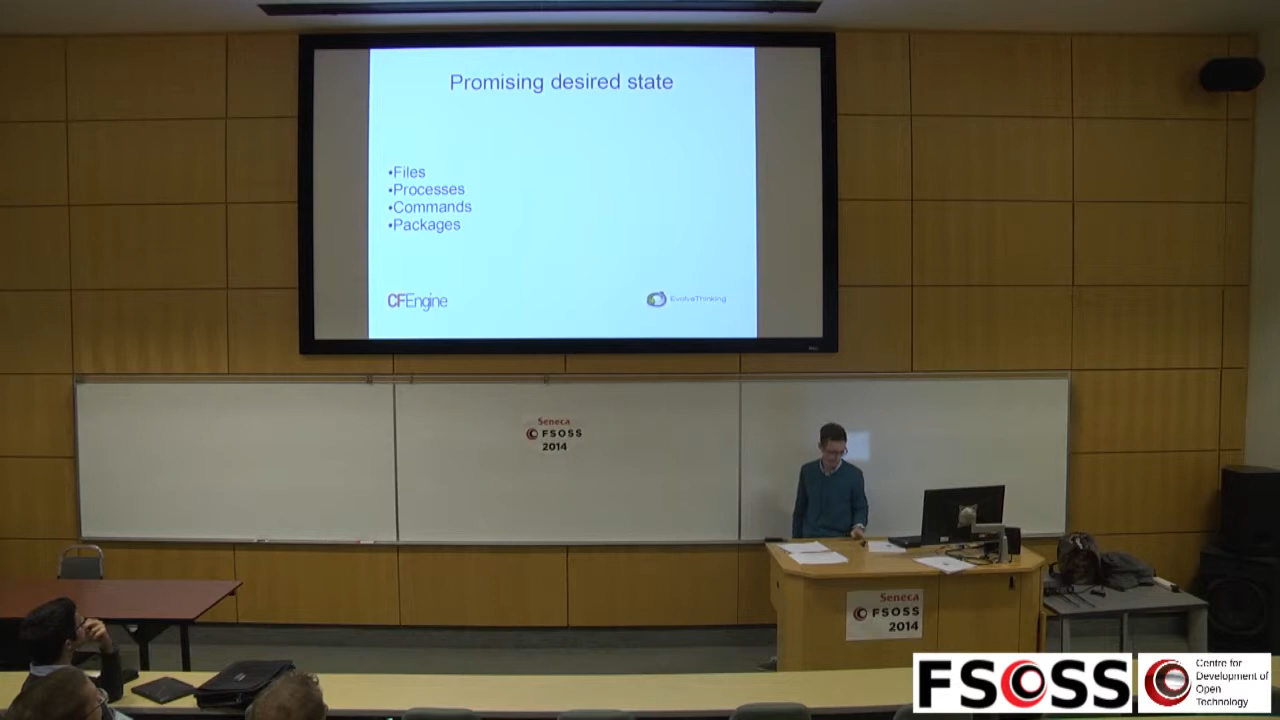 Promising desired state
•Files
•Processes
•Commands
•Packages
CFEngine
EvolveThinking
Seneca
FSOSS
2014
Seneca
FSOSS
2014
FSOSS
Centre for
Development of
Open
Technology